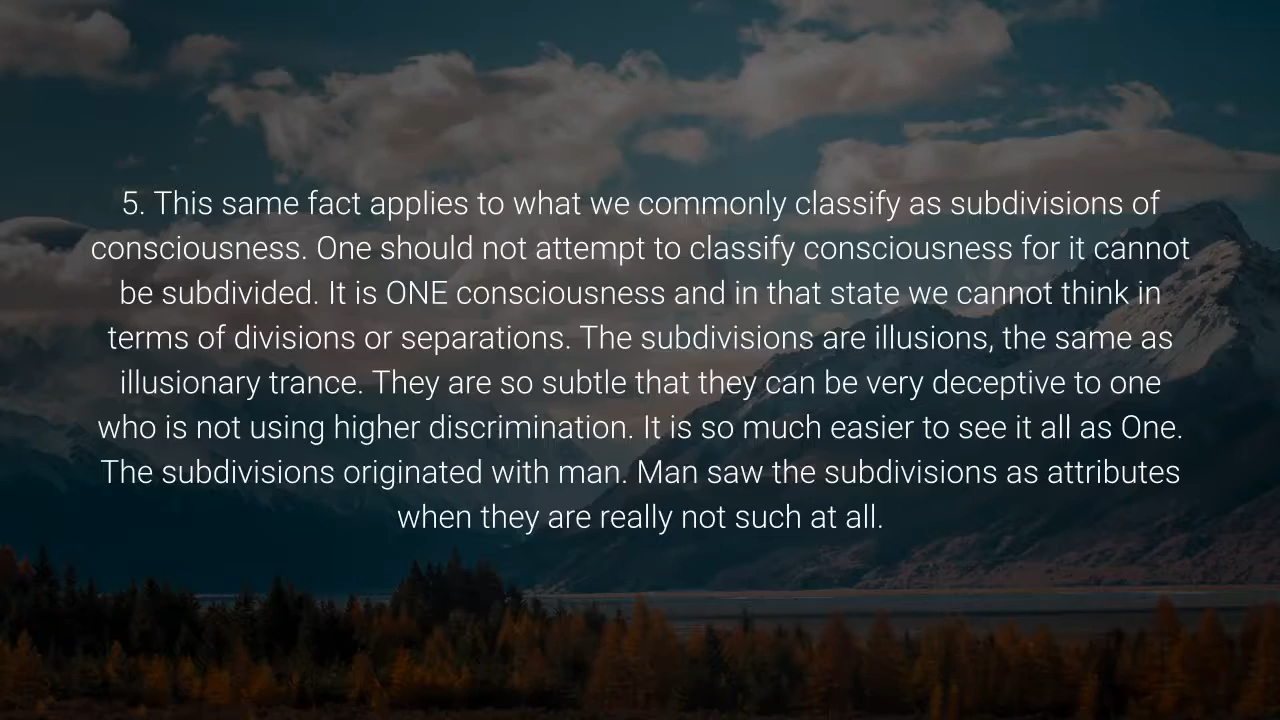 5. This same fact applies to what we commonly classify as subdivisions of
consciousness. One should not attempt to classify consciousness for it cannot
be subdivided. It is ONE consciousness and in that state we cannot think in
terms of divisions or separations. The subdivisions are illusions, the same as
illusionary trance. They are so subtle that they can be very deceptive to one
who is not using higher discrimination. It is so much easier to see it all as One.
The subdivisions originated with man. Man saw the subdivisions as attributes
when they are really not such at all.